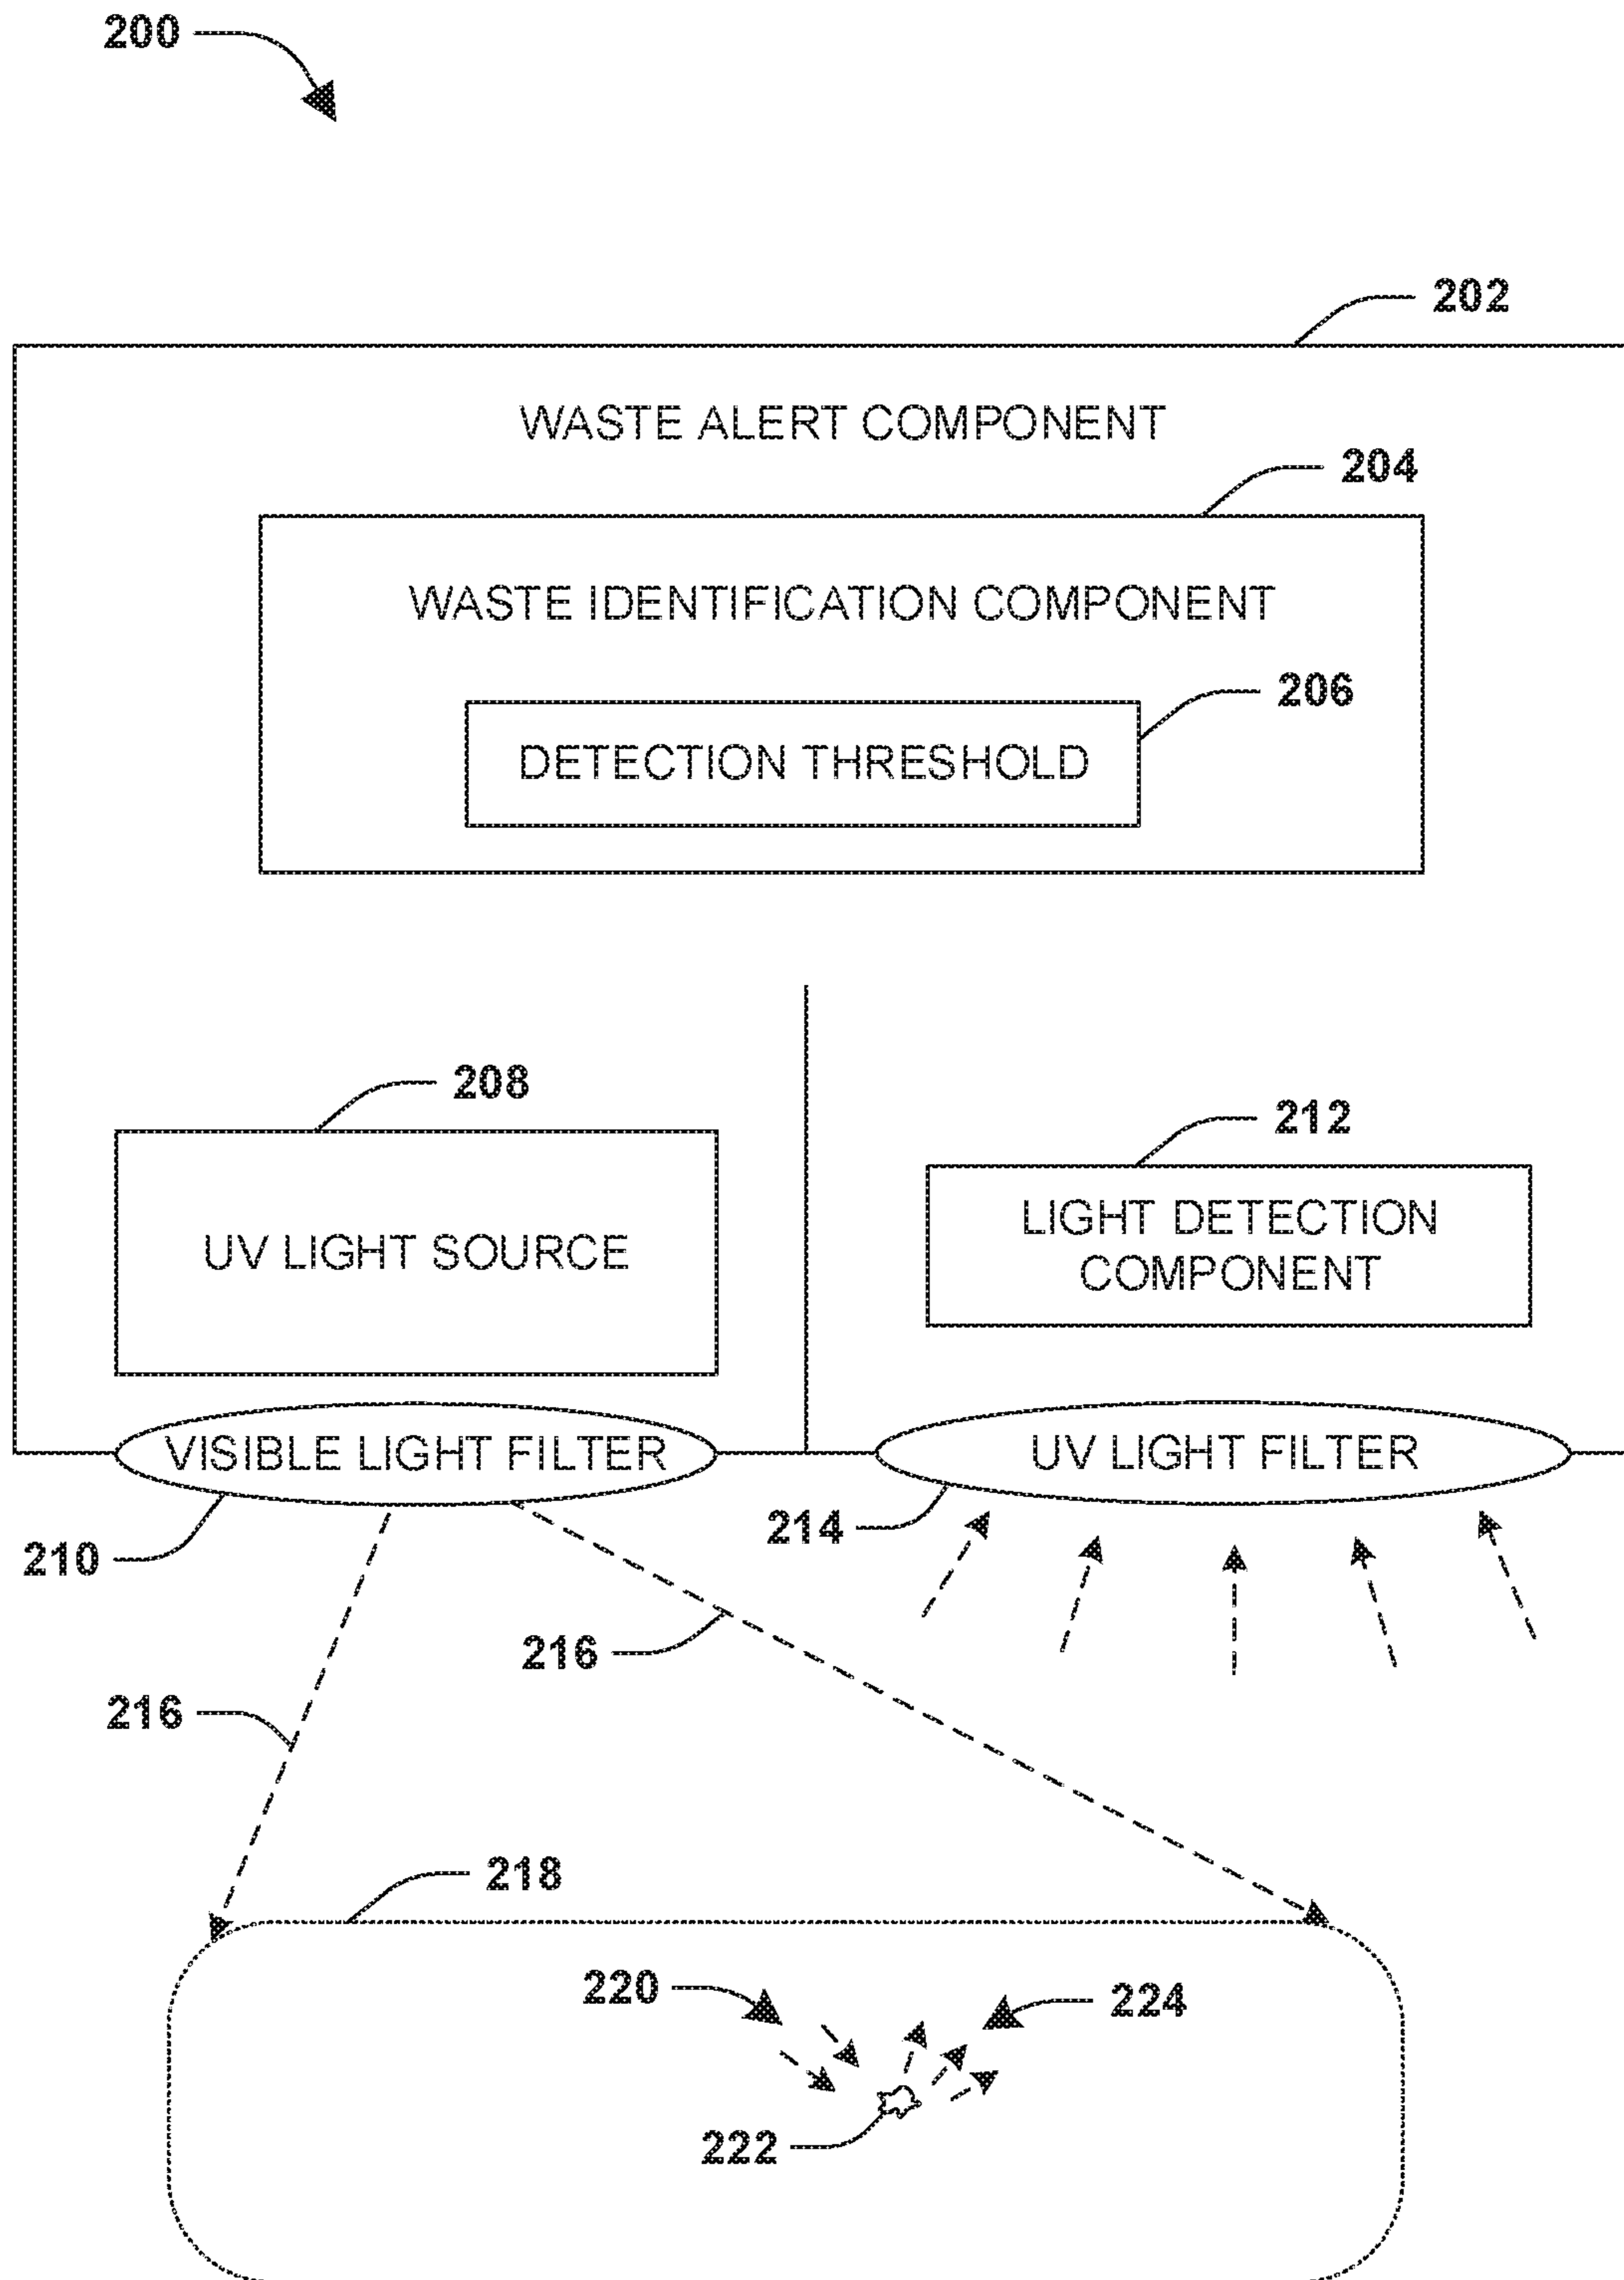 200
202
WASTE ALERT COMPONENT
204
WASTE IDENTIFICATION COMPONENT
206
DETECTION THRESHOLD
208
212
UV LIGHT SOURCE
LIGHT DETECTION
COMPONENT
VISIBLE LIGHT FILTER
UV LIGHT FILTER
210
214
216
216
218
220
224
222